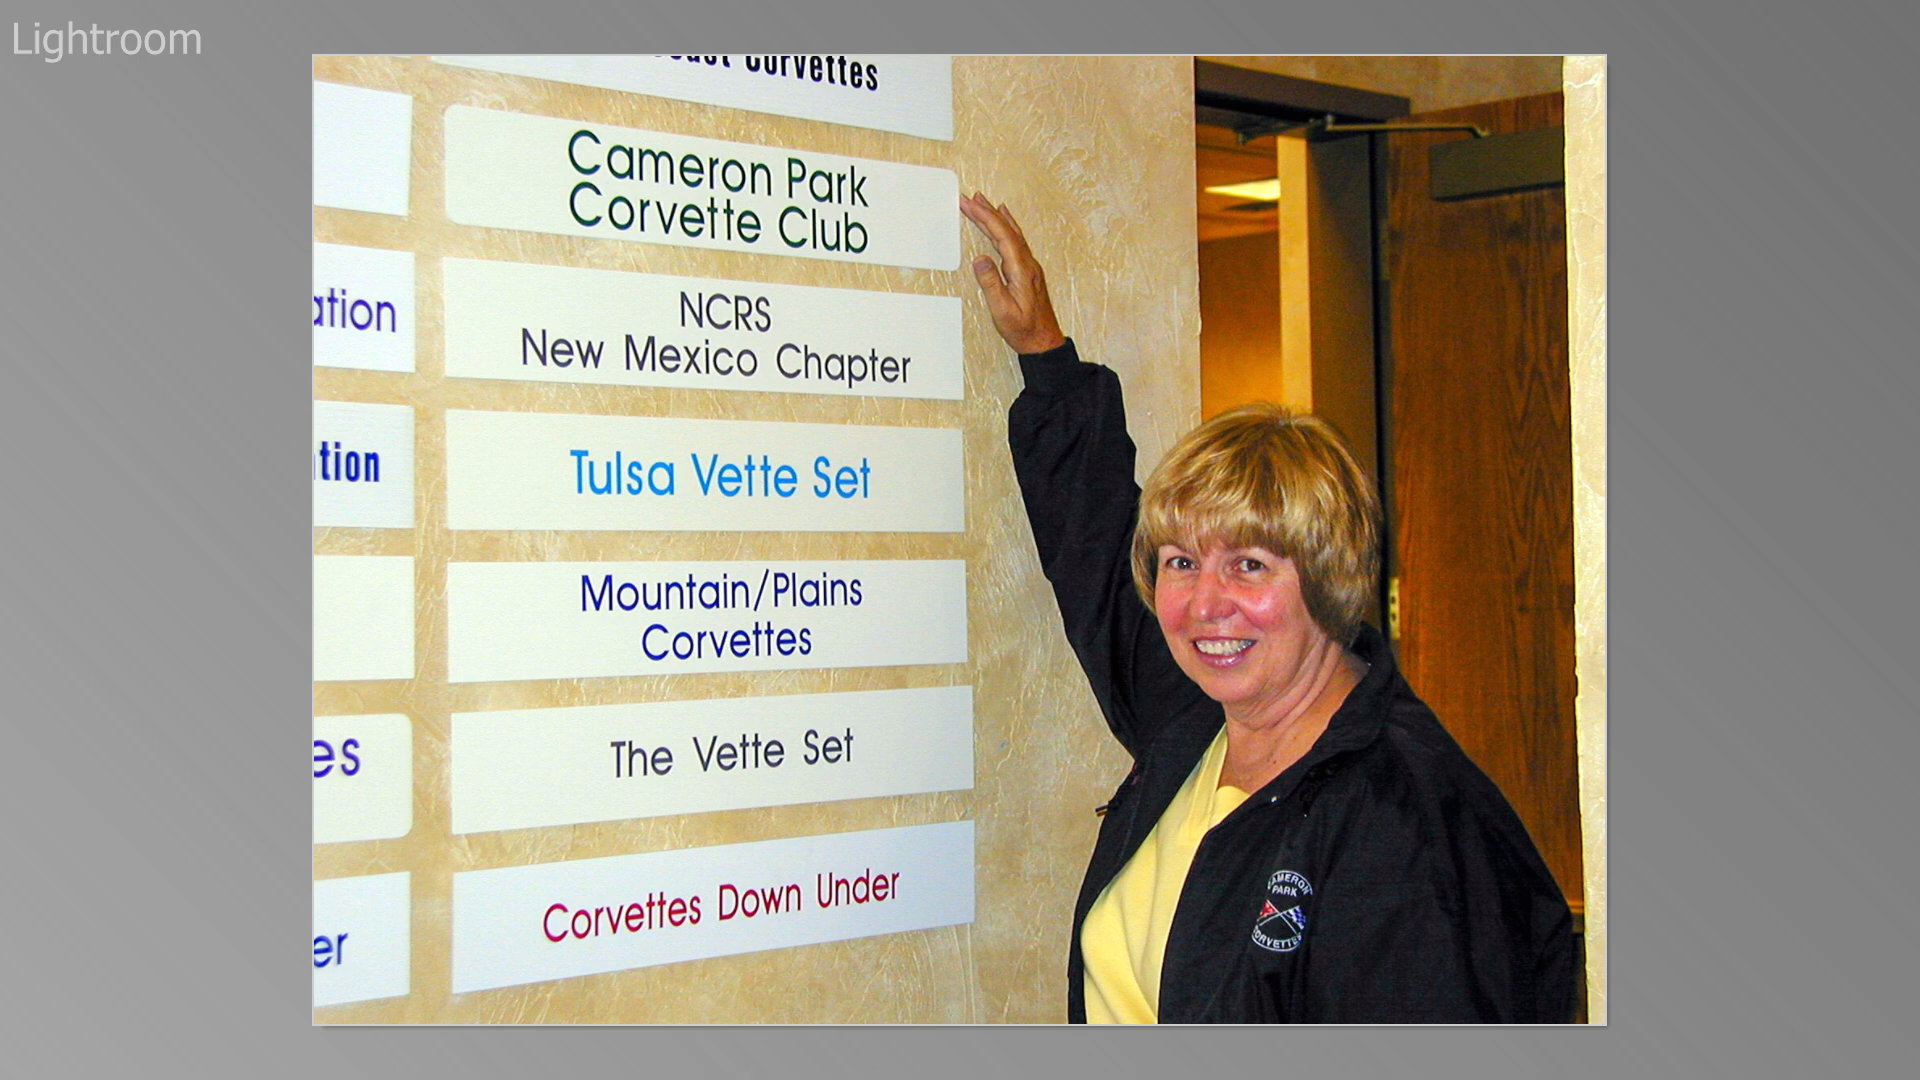 Lightroom
Corvettes
Cameron Park
Corvette Club
ation
NCRS
New Mexico Chapter
tion
Tulsa Vette Set
Mountain/Plains
Corvettes
es
The Vette Set
er
Corvettes Down Under
CAMERON
PARK
CORVETTES